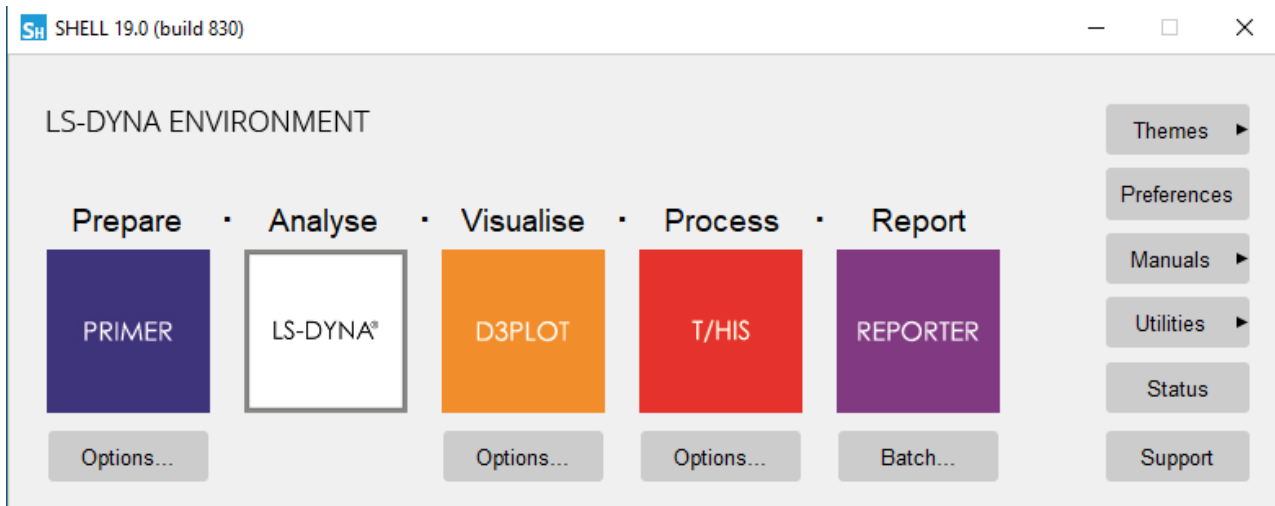 SH SHELL 19.0 (build 830)
LS-DYNA ENVIRONMENT
Prepare · Analyse · Visualise · Process · Report
PRIMER LS-DYNA® D3PLOT T/HIS REPORTER
Options... Options... Options... Batch...
Themes
Preferences
Manuals
Utilities
Status
Support